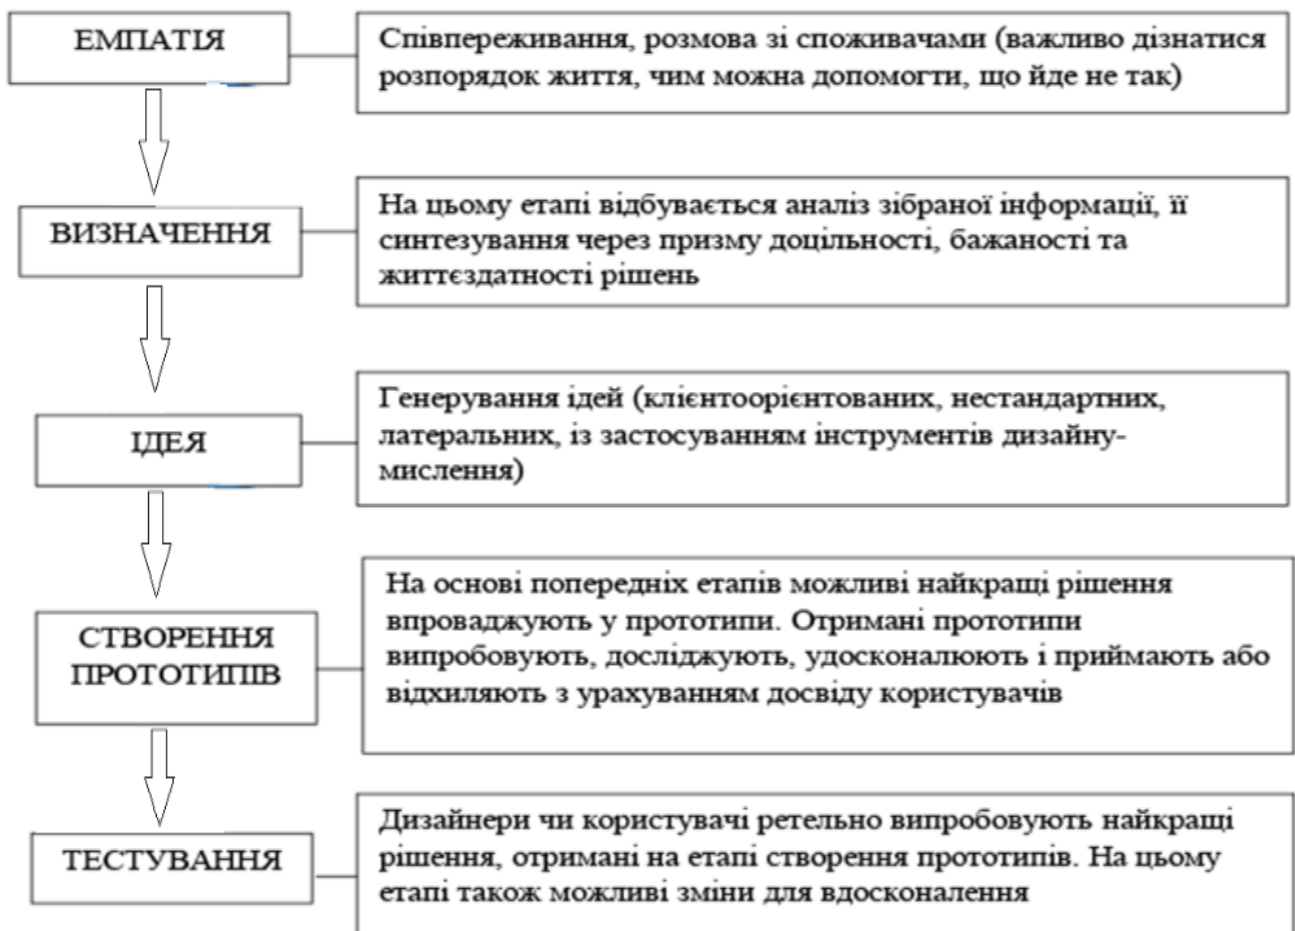 ЕМПАТІЯ
Співпереживання, розмова зі споживачами (важливо дізнатися
розпорядок життя, чим можна допомогти, що йде не так)
ВИЗНАЧЕННЯ
На цьому етапі відбувається аналіз зібраної інформації, її
синтезування через призму доцільності, бажаності та
життєздатності рішень
ІДЕЯ
Генерування ідей (клієнтоорієнтованих, нестандартних,
латеральних, із застосуванням інструментів дизайну-
мислення)
СТВОРЕННЯ
ПРОТОТИПІВ
На основі попередніх етапів можливі найкращі рішення
впроваджують у прототипи. Отримані прототипи
випробовують, досліджують, удосконалюють і приймають або
відхиляють з урахуванням досвіду користувачів
ТЕСТУВАННЯ
Дизайнери чи користувачі ретельно випробовують найкращі
рішення, отримані на етапі створення прототипів. На цьому
етапі також можливі зміни для вдосконалення